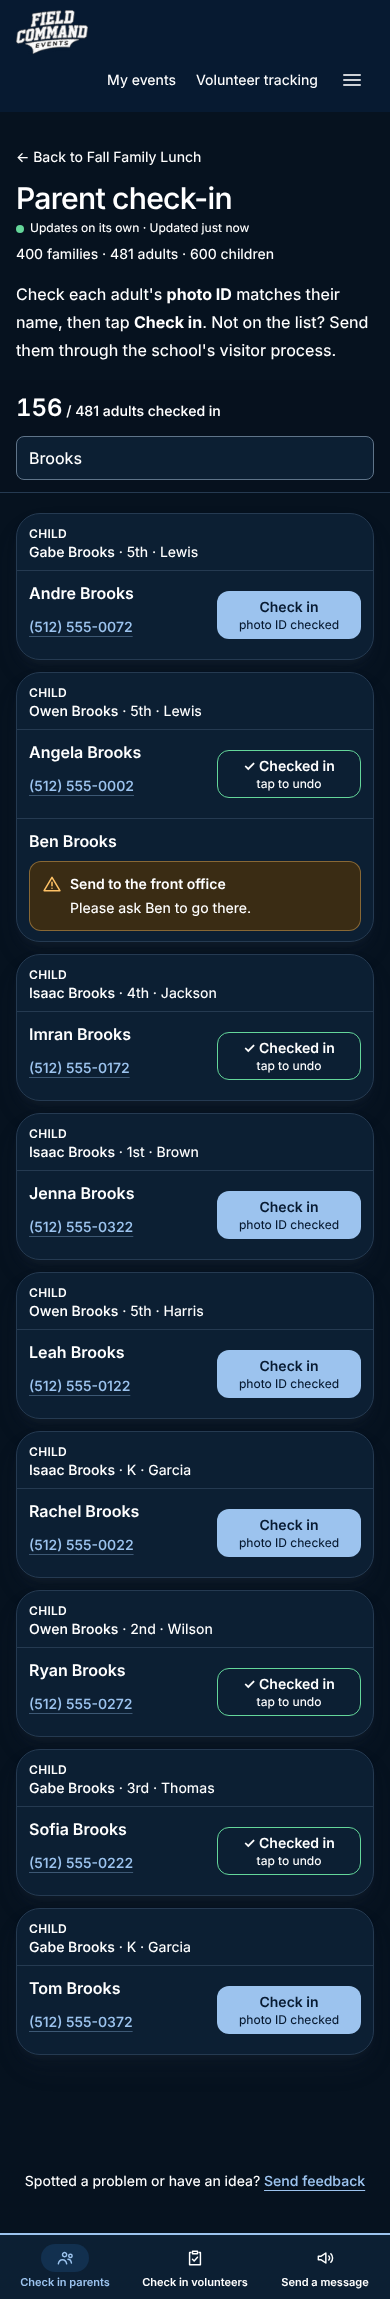 FIELD
COMMAND
EVENTS
My events Volunteer tracking
← Back to Fall Family Lunch
Parent check-in
Updates on its own · Updated just now
400 families · 481 adults · 600 children
Check each adult's photo ID matches their
name, then tap Check in. Not on the list? Send
them through the school's visitor process.
156 / 481 adults checked in
Brooks
CHILD
Gabe Brooks · 5th · Lewis
Andre Brooks
(512) 555-0072
Check in
photo ID checked
CHILD
Owen Brooks · 5th · Lewis
Angela Brooks
(512) 555-0002
✓ Checked in
tap to undo
Ben Brooks
Send to the front office
Please ask Ben to go there.
CHILD
Isaac Brooks · 4th · Jackson
Imran Brooks
(512) 555-0172
✓ Checked in
tap to undo
CHILD
Isaac Brooks · 1st · Brown
Jenna Brooks
(512) 555-0322
Check in
photo ID checked
CHILD
Owen Brooks · 5th · Harris
Leah Brooks
(512) 555-0122
Check in
photo ID checked
CHILD
Isaac Brooks · K · Garcia
Rachel Brooks
(512) 555-0022
Check in
photo ID checked
CHILD
Owen Brooks · 2nd · Wilson
Ryan Brooks
(512) 555-0272
✓ Checked in
tap to undo
CHILD
Gabe Brooks · 3rd · Thomas
Sofia Brooks
(512) 555-0222
✓ Checked in
tap to undo
CHILD
Gabe Brooks · K · Garcia
Tom Brooks
(512) 555-0372
Check in
photo ID checked
Spotted a problem or have an idea? Send feedback
Check in parents Check in volunteers Send a message